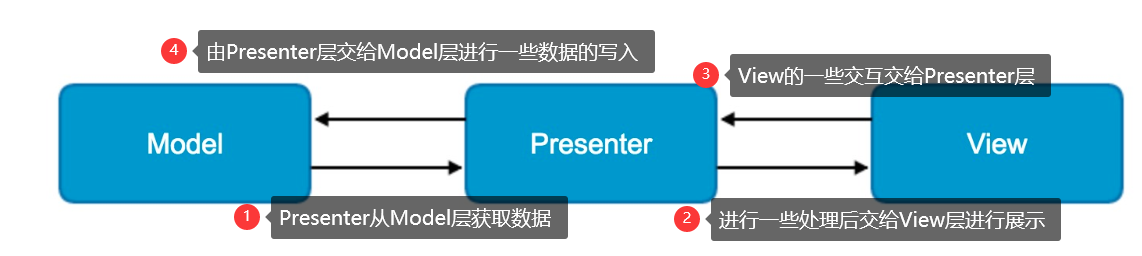 4 由Presenter层交给Model层进行一些数据的写入
3 View的一些交互交给Presenter层
Model
Presenter
View
1 Presenter从Model层获取数据
2 进行一些处理后交给View层进行展示